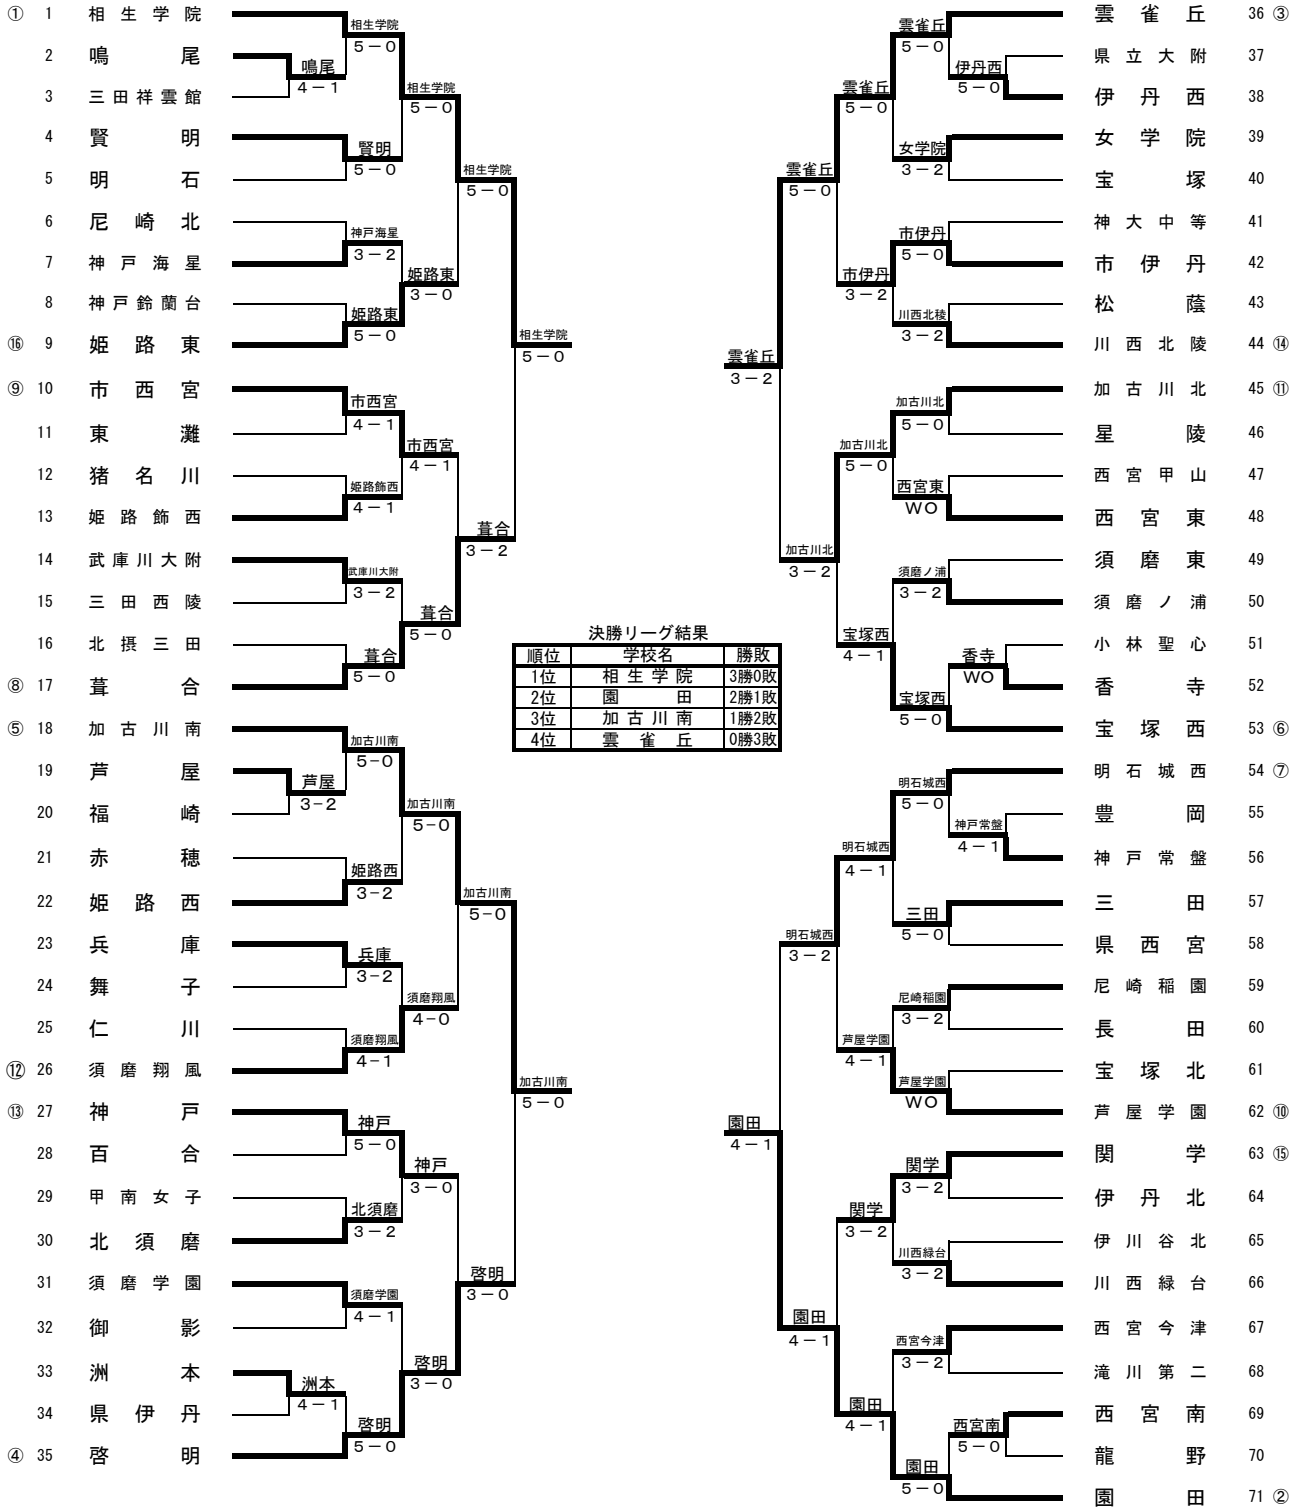 ① 1 相生学院
2 鳴尾
3 三田祥雲館
4 賢明
5 明石
6 尼崎北
7 神戸海星
8 神戸鈴蘭台
⑯ 9 姫路東
⑨ 10 市西宮
11 東灘
12 猪名川
13 姫路飾西
14 武庫川大附
15 三田西陵
16 北摂三田
⑧ 17 葺合
⑤ 18 加古川南
19 芦屋
20 福崎
21 赤穂
22 姫路西
23 兵庫
24 舞子
25 仁川
⑫ 26 須磨翔風
⑬ 27 神戸
28 百合
29 甲南女子
30 北須磨
31 須磨学園
32 御影
33 洲本
34 県伊丹
④ 35 啓明
鳴尾
4－1
芦屋
3-2
洲本
4－1
相生学院
5－0
賢明
5－0
神戸海星
3－2
姫路東
5－0
市西宮
4－1
姫路飾西
4－1
武庫川大附
3－2
葺合
5－0
加古川南
5-0
姫路西
3-2
兵庫
3-2
須磨翔風
4-1
神戸
5－0
北須磨
3－2
須磨学園
4－1
啓明
5－0
相生学院
5－0
姫路東
3－0
市西宮
4－1
葺合
5－0
加古川南
5-0
須磨翔風
4-0
神戸
3－0
啓明
3－0
相生学院
5－0
葺合
3－2
加古川南
5-0
啓明
3－0
相生学院
5－0
加古川南
5－0
決勝リーグ結果
順位 学校名 勝敗
1位 相生学院 3勝0敗
2位 園田 2勝1敗
3位 加古川南 1勝2敗
4位 雲雀丘 0勝3敗
雲雀丘
3－2
園田
4－1
雲雀丘
5－0
加古川北
3－2
明石城西
3－2
園田
4－1
雲雀丘
5－0
市伊丹
3－2
加古川北
5－0
宝塚西
4－1
明石城西
4－1
芦屋学園
4－1
関学
3－2
園田
4－1
雲雀丘
5－0
女学院
3－2
市伊丹
5－0
川西北稜
3－2
加古川北
5－0
西宮東
WO
須磨ノ浦
3－2
宝塚西
5－0
明石城西
5－0
三田
5－0
尼崎稲園
3－2
芦屋学園
WO
関学
3－2
川西緑台
3－2
西宮今津
3－2
園田
5－0
伊丹西
5－0
香寺
WO
神戸常盤
4－1
西宮南
5－0
雲雀丘 36 ③
県立大附 37
伊丹西 38
女学院 39
宝塚 40
神大中等 41
市伊丹 42
松蔭 43
川西北陵 44 ⑭
加古川北 45 ⑪
星陵 46
西宮甲山 47
西宮東 48
須磨東 49
須磨ノ浦 50
小林聖心 51
香寺 52
宝塚西 53 ⑥
明石城西 54 ⑦
豊岡 55
神戸常盤 56
三田 57
県西宮 58
尼崎稲園 59
長田 60
宝塚北 61
芦屋学園 62 ⑩
関学 63 ⑮
伊丹北 64
伊川谷北 65
川西緑台 66
西宮今津 67
滝川第二 68
西宮南 69
龍野 70
園田 71 ②